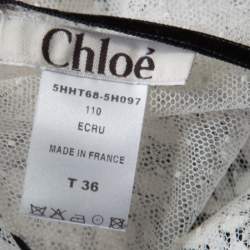 Chloé
5HHT68-5H097
110
ECRU
MADE IN FRANCE
T 36